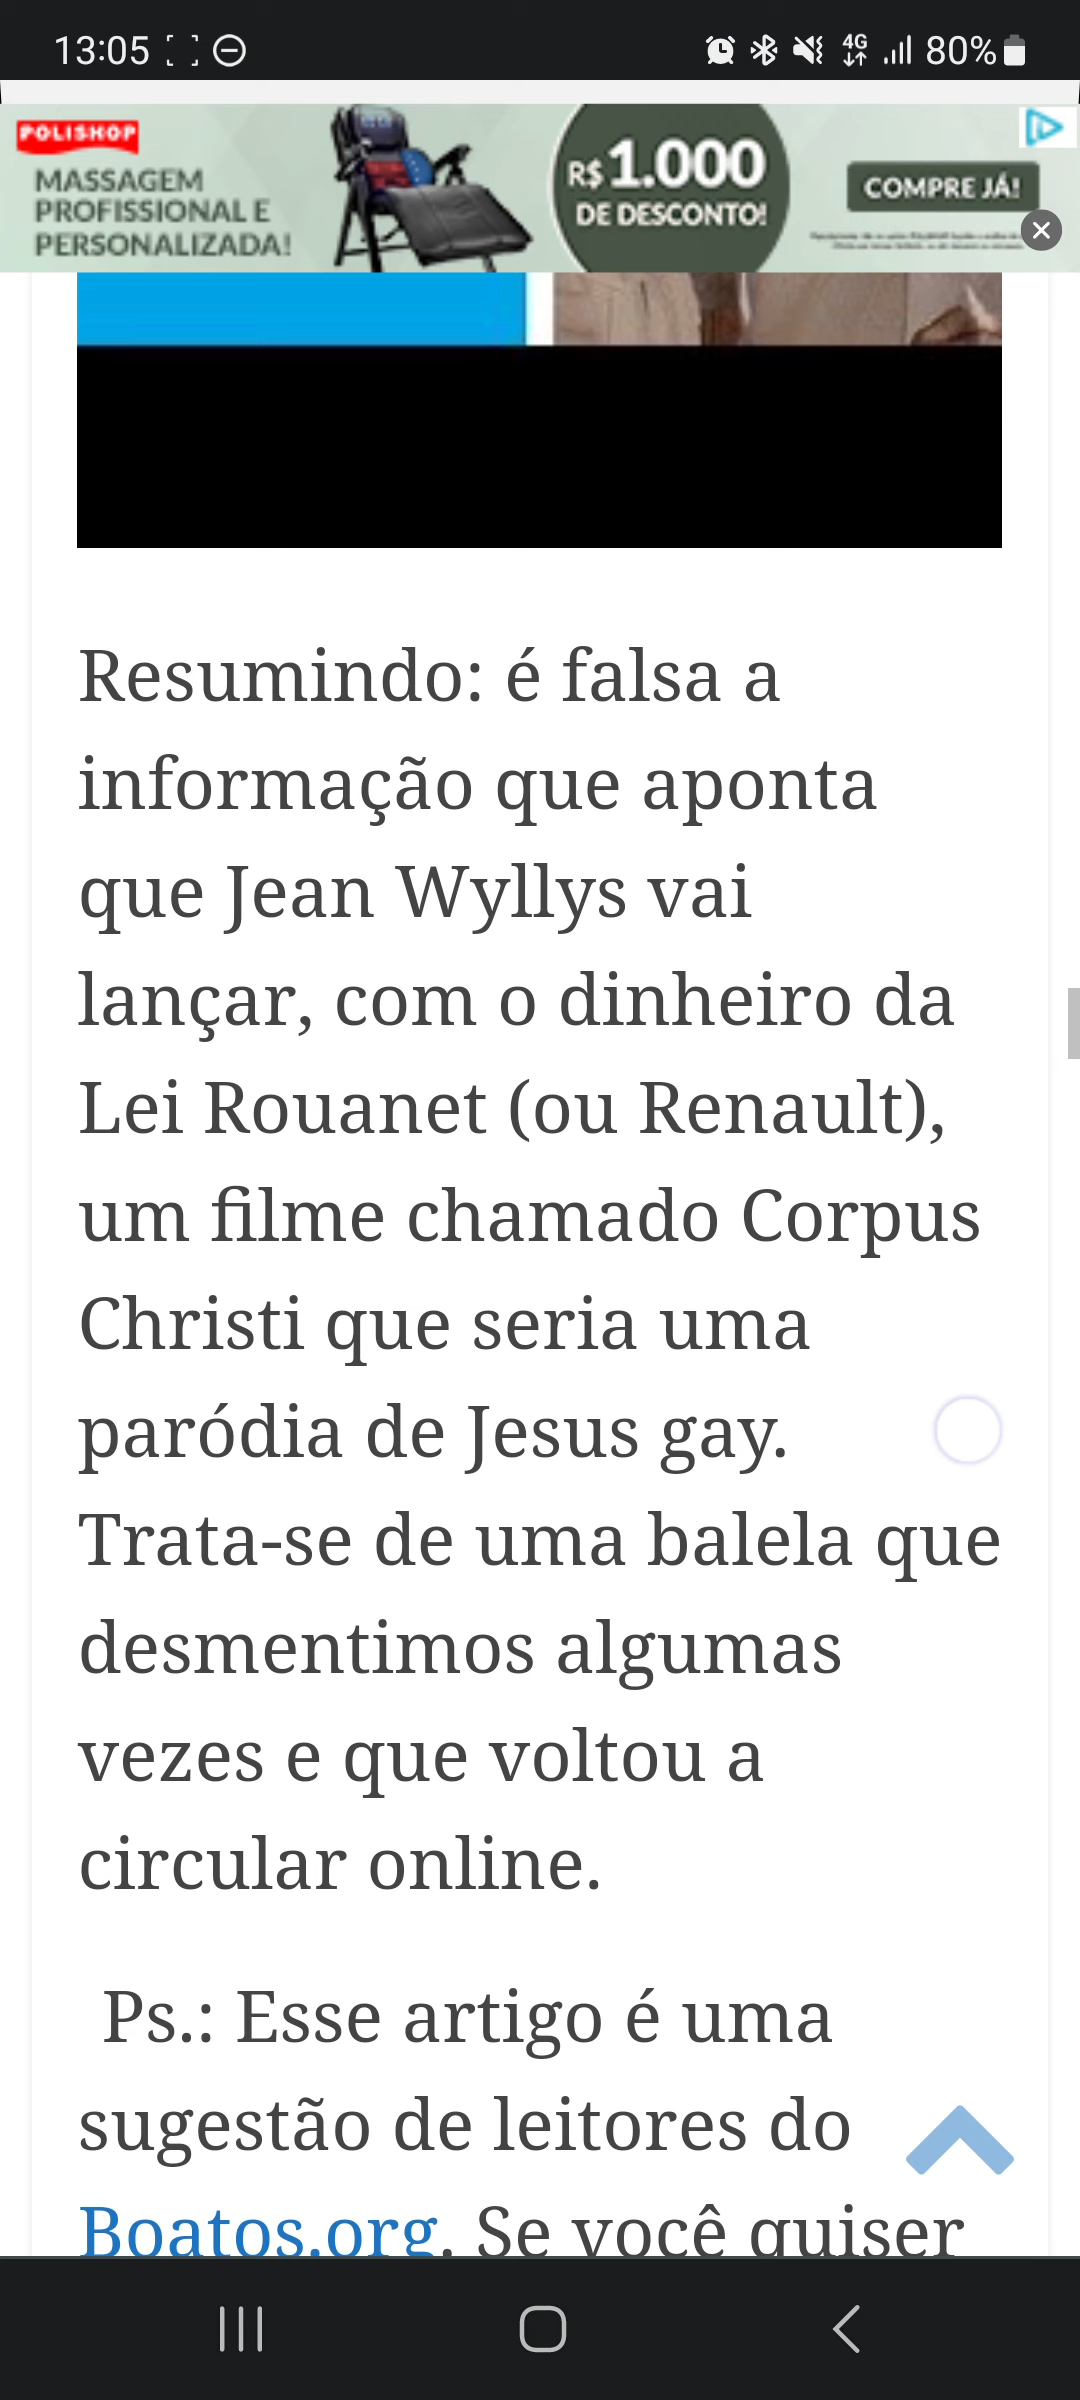 13:05
4G
80%
POLISHOP
MASSAGEM
PROFISSIONAL E
PERSONALIZADA!
R$ 1.000
DE DESCONTO!
COMPRE JÁ!
Resumindo: é falsa a
informação que aponta
que Jean Wyllys vai
lançar, com o dinheiro da
Lei Rouanet (ou Renault),
um filme chamado Corpus
Christi que seria uma
paródia de Jesus gay.
Trata-se de uma balela que
desmentimos algumas
vezes e que voltou a
circular online.
Ps.: Esse artigo é uma
sugestão de leitores do
Boatos.org. Se você quiser